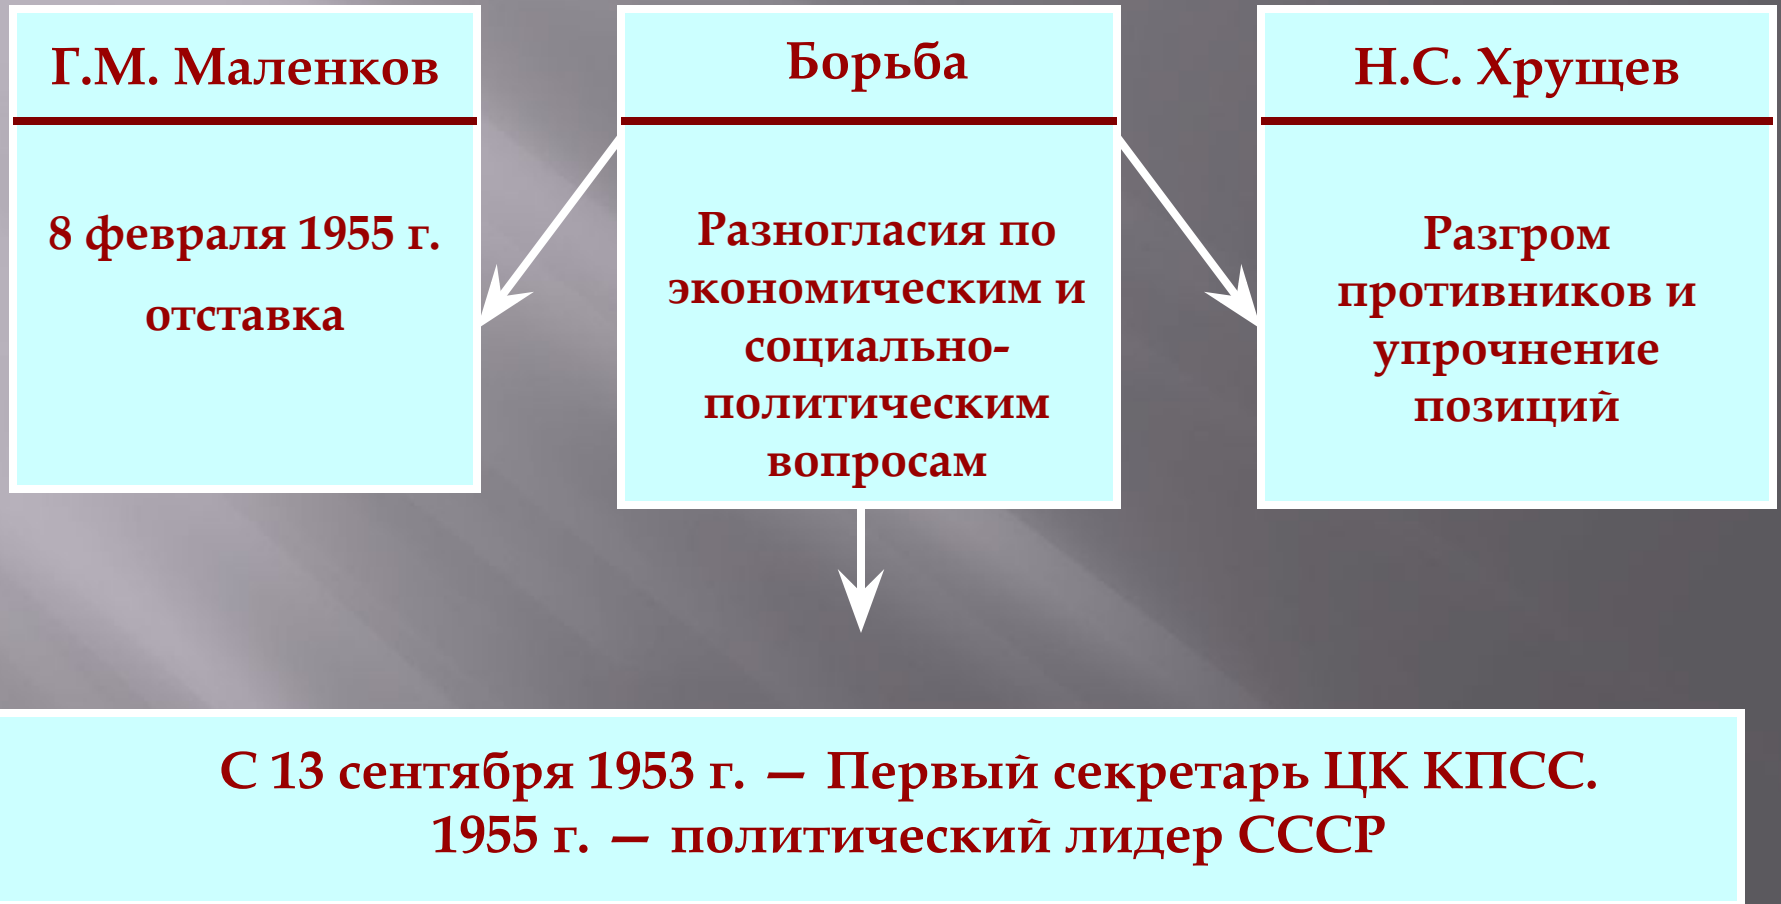 Г.М. Маленков
8 февраля 1955 г.
отставка
Борьба
Разногласия по
экономическим и
социально-
политическим
вопросам
Н.С. Хрущев
Разгром
противников и
упрочнение
позиций
С 13 сентября 1953 г. — Первый секретарь ЦК КПСС.
1955 г. — политический лидер СССР